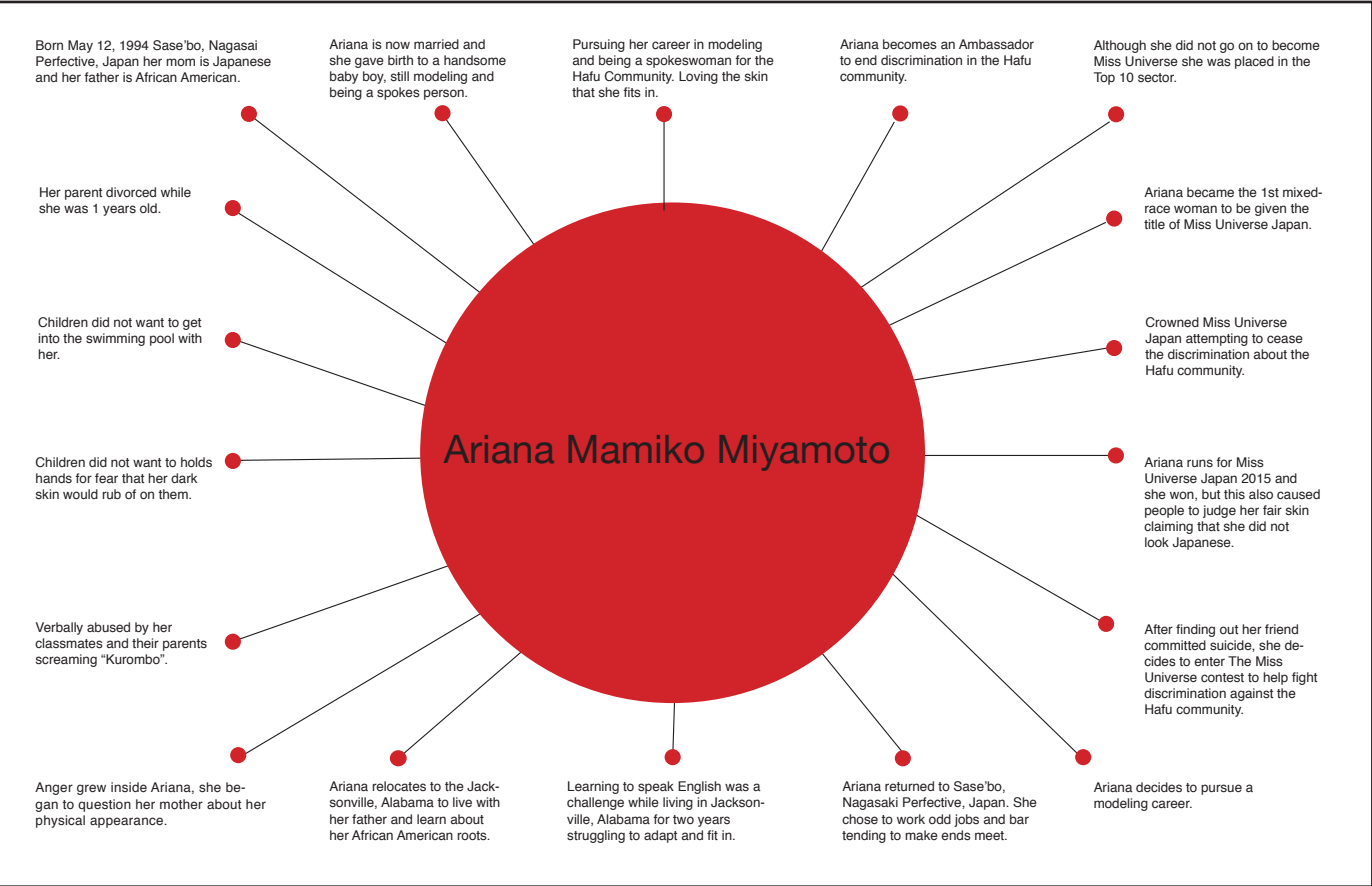 Born May 12, 1994 Sase'bo, Nagasai
Perfective, Japan her mom is Japanese
and her father is African American.
Ariana is now married and
she gave birth to a handsome
baby boy, still modeling and
being a spokes person.
Pursuing her career in modeling
and being a spokeswoman for the
Hafu Community. Loving the skin
that she fits in.
Ariana becomes an Ambassador
to end discrimination in the Hafu
community.
Although she did not go on to become
Miss Universe she was placed in the
Top 10 sector.
Her parent divorced while
she was 1 years old.
Ariana became the 1st mixed-
race woman to be given the
title of Miss Universe Japan.
Children did not want to get
into the swimming pool with
her.
Crowned Miss Universe
Japan attempting to cease
the discrimination about the
Hafu community.
Ariana Mamiko Miyamoto
Children did not want to holds
hands for fear that her dark
skin would rub of on them.
Ariana runs for Miss
Universe Japan 2015 and
she won, but this also caused
people to judge her fair skin
claiming that she did not
look Japanese.
Verbally abused by her
classmates and their parents
screaming “Kurombo”.
After finding out her friend
committed suicide, she de-
cides to enter The Miss
Universe contest to help fight
discrimination against the
Hafu community.
Anger grew inside Ariana, she be-
gan to question her mother about her
physical appearance.
Ariana relocates to the Jack-
sonville, Alabama to live with
her father and learn about
her African American roots.
Learning to speak English was a
challenge while living in Jackson-
ville, Alabama for two years
struggling to adapt and fit in.
Ariana returned to Sase'bo,
Nagasaki Perfective, Japan. She
chose to work odd jobs and bar
tending to make ends meet.
Ariana decides to pursue a
modeling career.